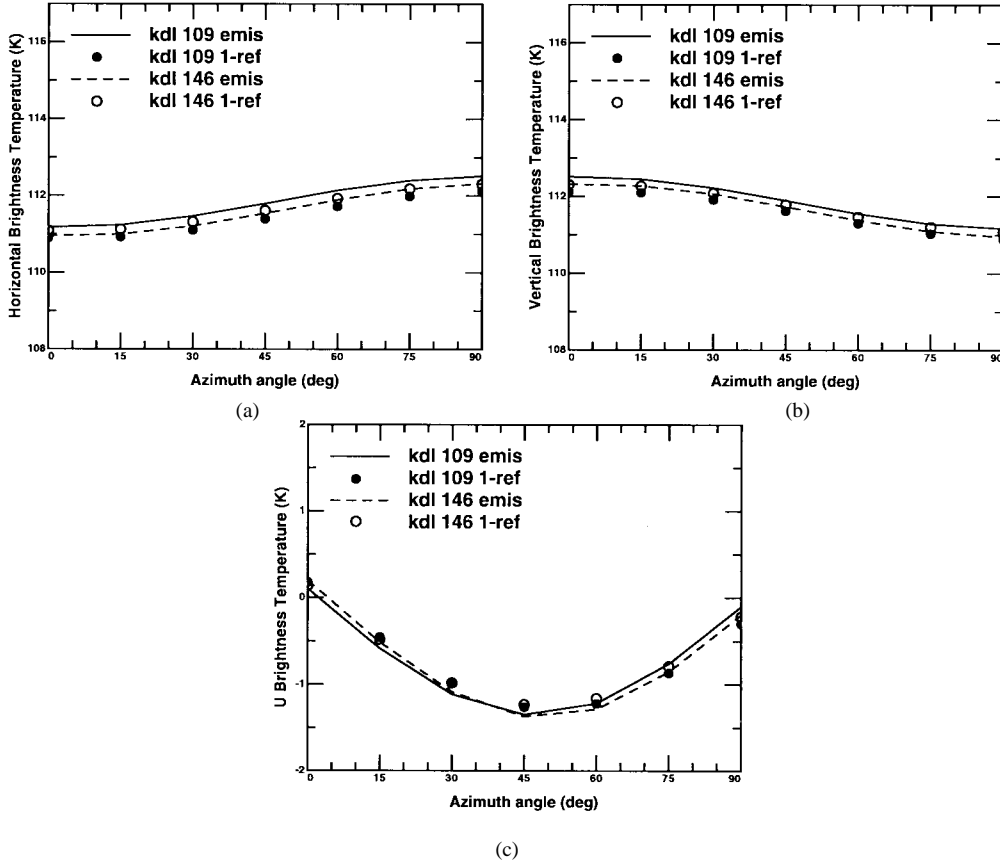 116
114
112
110
108
Horizontal Brightness Temperature (K)
kdl 109 emis
kdl 109 1-ref
kdl 146 emis
kdl 146 1-ref
0 15 30 45 60 75 90
Azimuth angle (deg)
(a)
116
114
112
110
108
Vertical Brightness Temperature (K)
kdl 109 emis
kdl 109 1-ref
kdl 146 emis
kdl 146 1-ref
0 15 30 45 60 75 90
Azimuth angle (deg)
(b)
2
1
0
-1
-2
U Brightness Temperature (K)
kdl 109 emis
kdl 109 1-ref
kdl 146 emis
kdl 146 1-ref
0 15 30 45 60 75 90
Azimuth angle (deg)
(c)